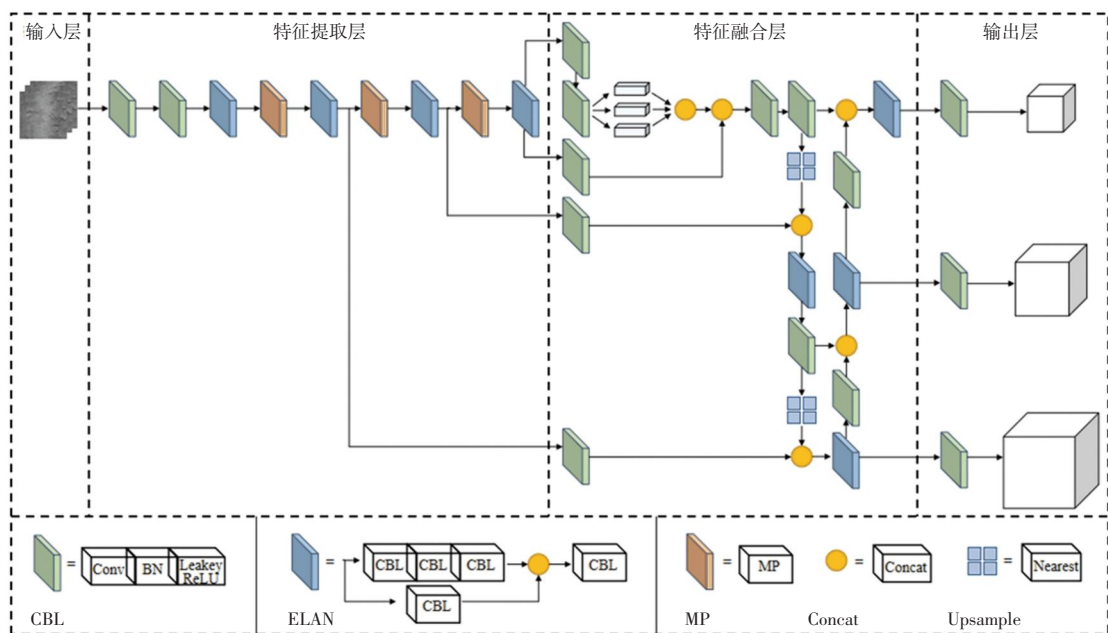 输入层
特征提取层
特征融合层
输出层
=
Conv
BN
Leakey
ReLU
CBL
=
CBL
CBL
CBL
CBL
CBL
ELAN
=
MP
MP
=
Concat
Concat
=
Nearest
Upsample